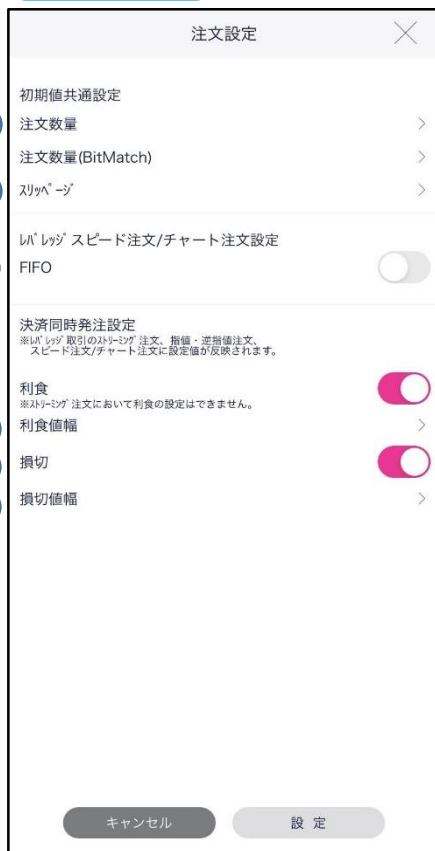 注文設定
初期値共通設定
注文数量
注文数量(BitMatch)
ｽﾘｯﾍﾟｰｼﾞ
ﾚﾊﾞﾚｯｼﾞスピード注文/チャート注文設定
FIFO
決済同時発注設定
※ﾚﾊﾞﾚｯｼﾞ取引のｽﾄﾘｰﾐﾝｸﾞ注文、指値・逆指値注文、
スピード注文/チャート注文に設定値が反映されます。
利食
※ｽﾄﾘｰﾐﾝｸﾞ注文において利食の設定はできません。
利食値幅
損切
損切値幅
キャンセル
設 定